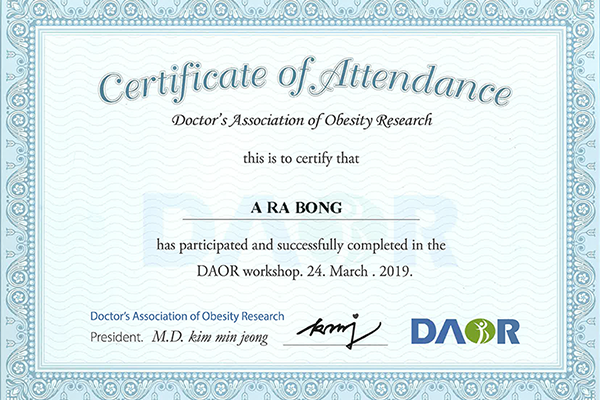 Certificate of Attendance
Doctor's Association of Obesity Research
this is to certify that
A RA BONG
has participated and successfully completed in the
DAOR workshop. 24. March . 2019.
Doctor's Association of Obesity Research
President. M.D. kim min jeong
kmj
DAOR